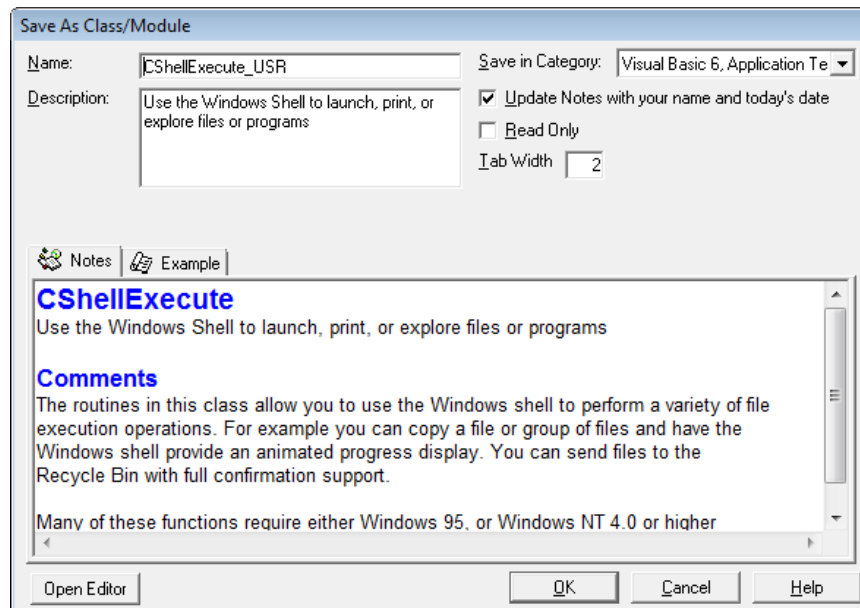 Save As Class/Module
Name:
CShellExecute_USR
Save in Category:
Visual Basic 6, Application Te
Description:
Use the Windows Shell to launch, print, or
explore files or programs
Update Notes with your name and today's date
Read Only
Tab Width
2
Notes
Example
CShellExecute
Use the Windows Shell to launch, print, or explore files or programs
Comments
The routines in this class allow you to use the Windows shell to perform a variety of file
execution operations. For example you can copy a file or group of files and have the
Windows shell provide an animated progress display. You can send files to the
Recycle Bin with full confirmation support.
Many of these functions require either Windows 95, or Windows NT 4.0 or higher
Open Editor
OK
Cancel
Help